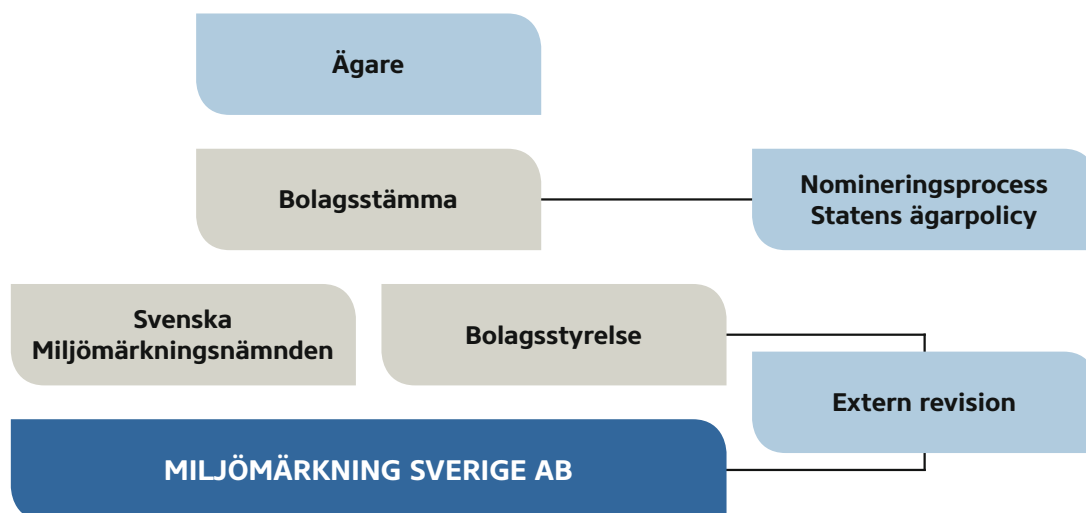 Ägare
Bolagsstämma
Nomineringsprocess
Statens ägarpolicy
Svenska
Miljömärkningsnämnden
Bolagsstyrelse
Extern revision
MILJÖMÄRKNING SVERIGE AB